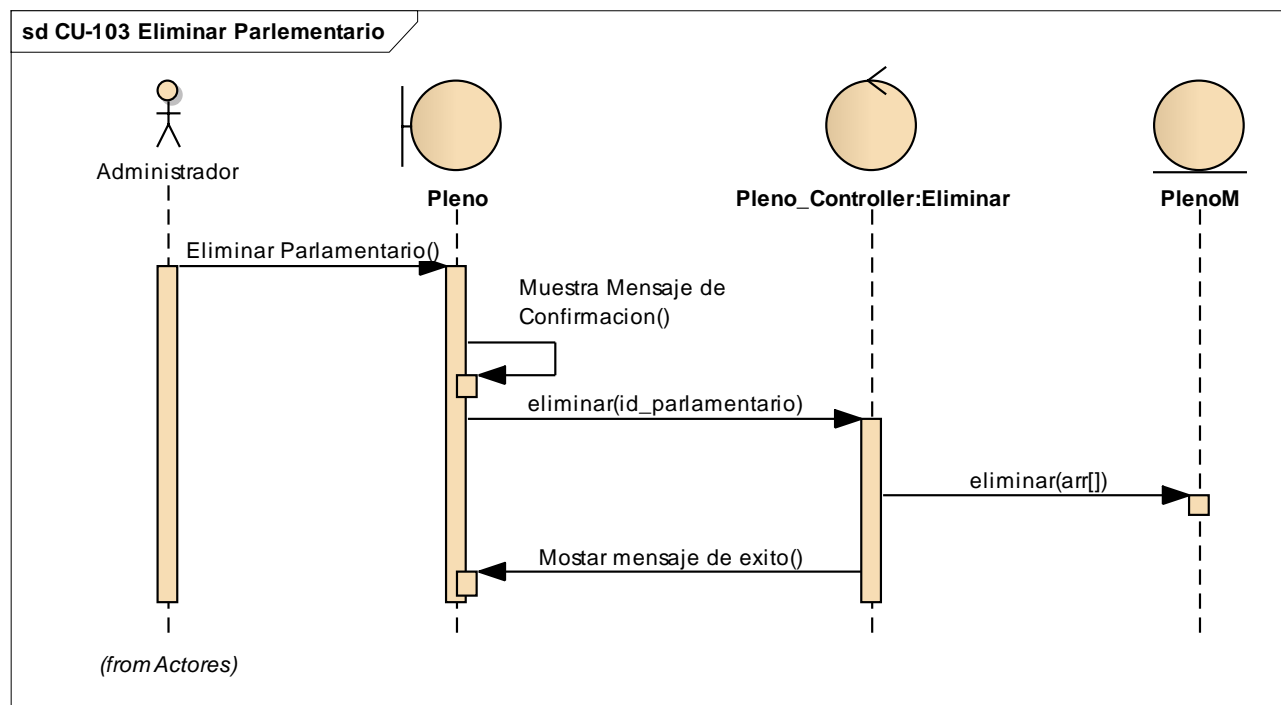 sd CU-103 Eliminar Parlementario
Administrador
Pleno
Pleno_Controller:Eliminar
PlenoM
Eliminar Parlamentario()
Muestra Mensaje de
Confirmacion()
eliminar(id_parlamentario)
eliminar(arr[])
Mostar mensaje de exito()
(from Actores)